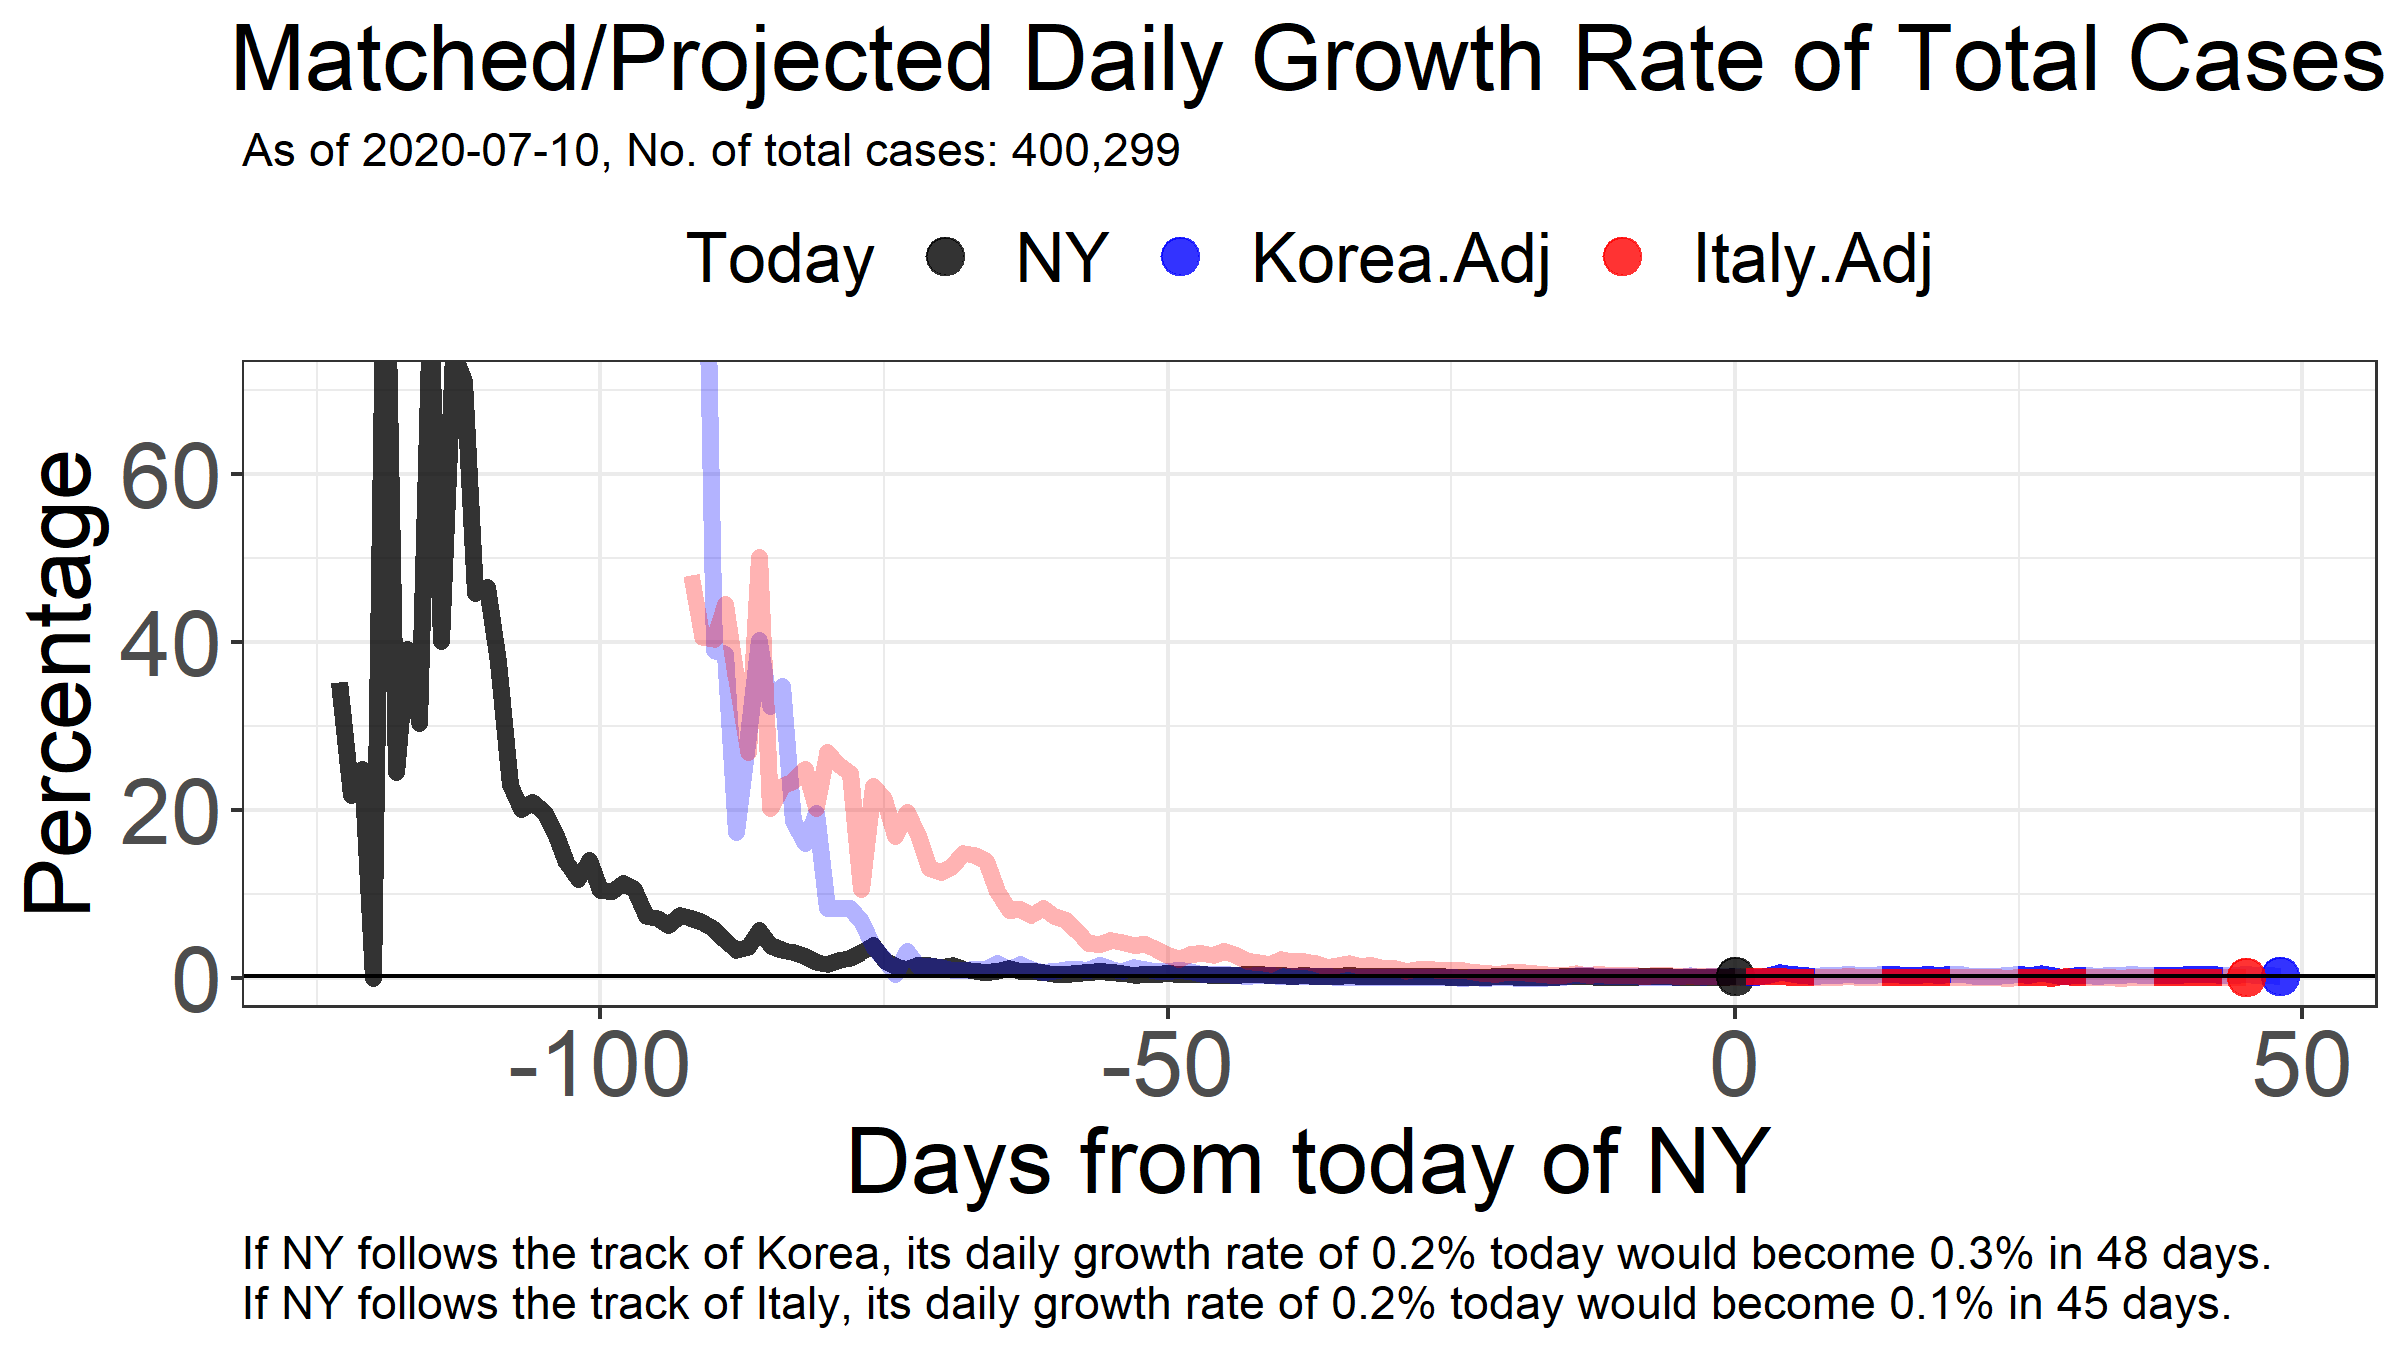 Matched/Projected Daily Growth Rate of Total Cases
As of 2020-07-10, No. of total cases: 400,299
Today NY Korea.Adj Italy.Adj
Percentage
60
40
20
0
-100 -50 0 50
Days from today of NY
If NY follows the track of Korea, its daily growth rate of 0.2% today would become 0.3% in 48 days.
If NY follows the track of Italy, its daily growth rate of 0.2% today would become 0.1% in 45 days.